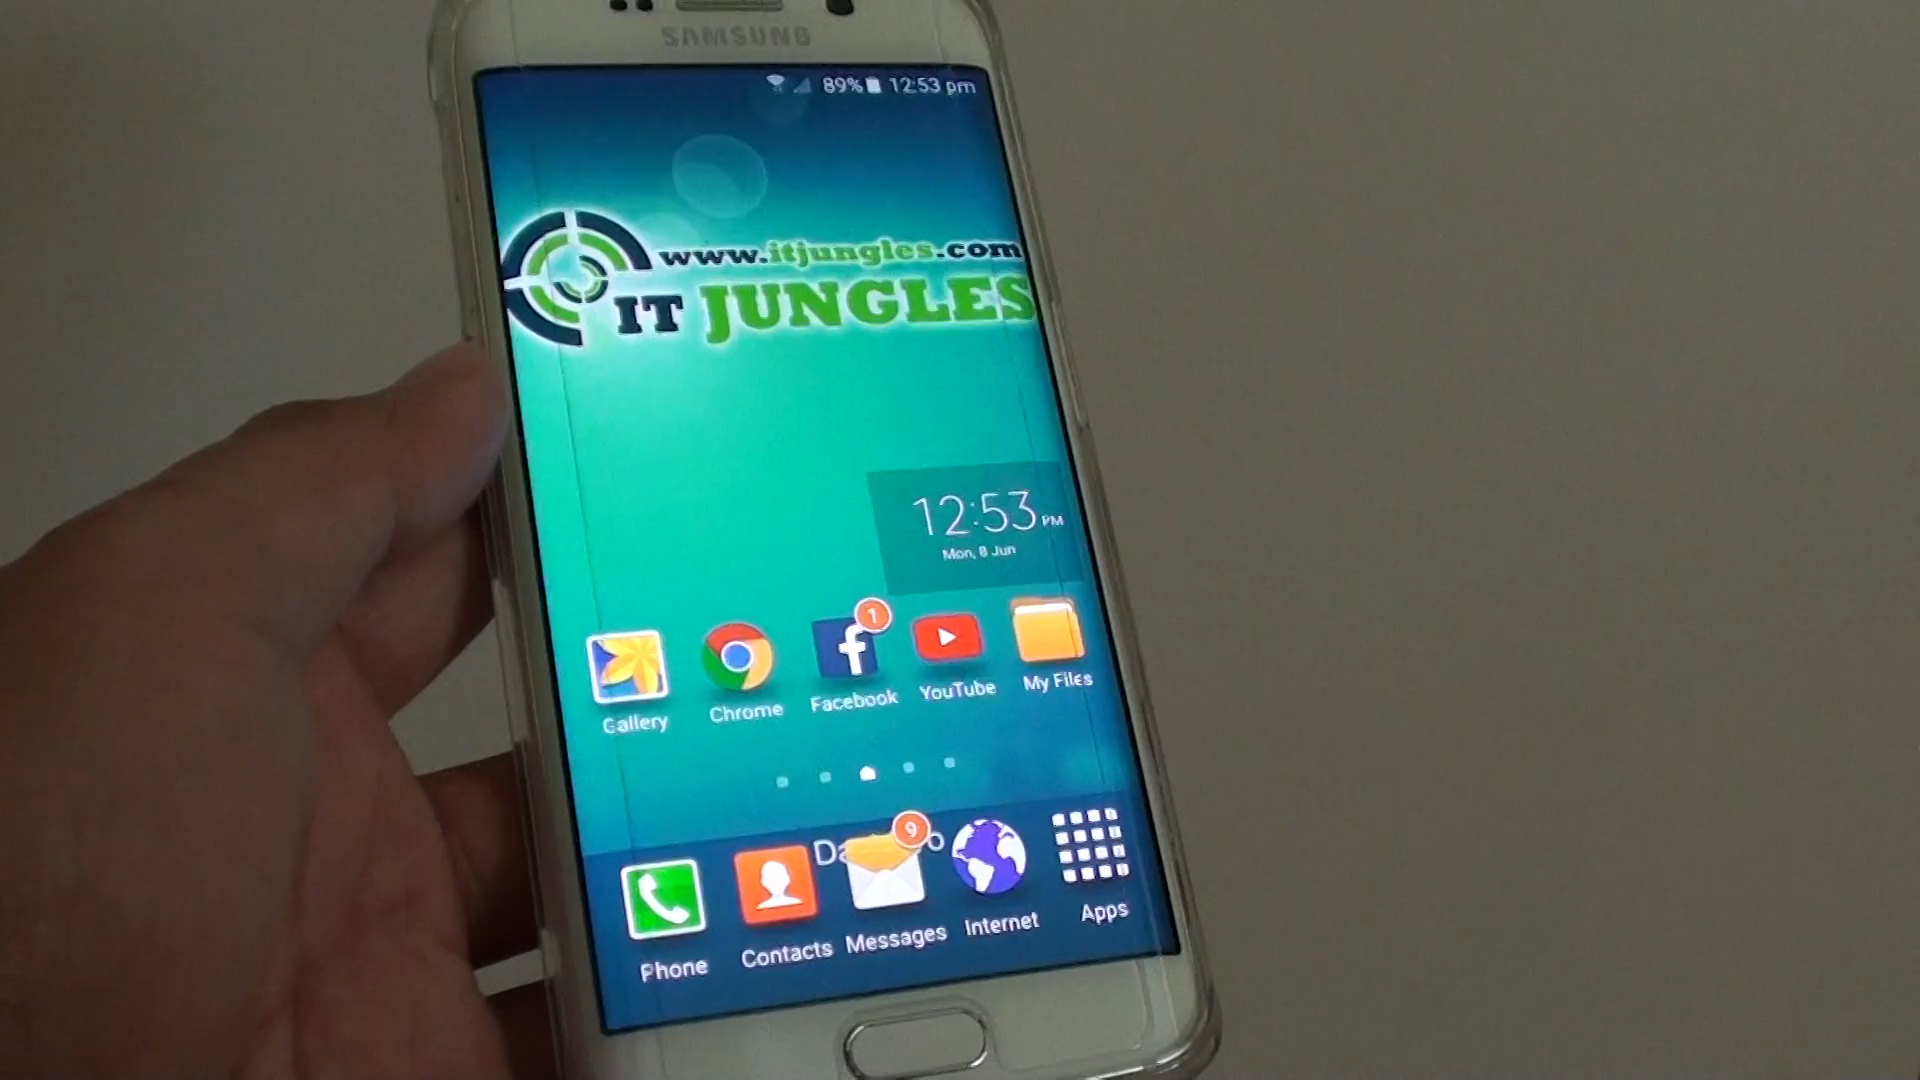 SAMSUNG
89% 12:53 pm
www.itjungles.com
IT JUNGLES
12:53 PM
Mon, 8 Jun
1
Gallery
Chrome
Facebook
YouTube
My Files
9
Phone
Contacts
Messages
Internet
Apps